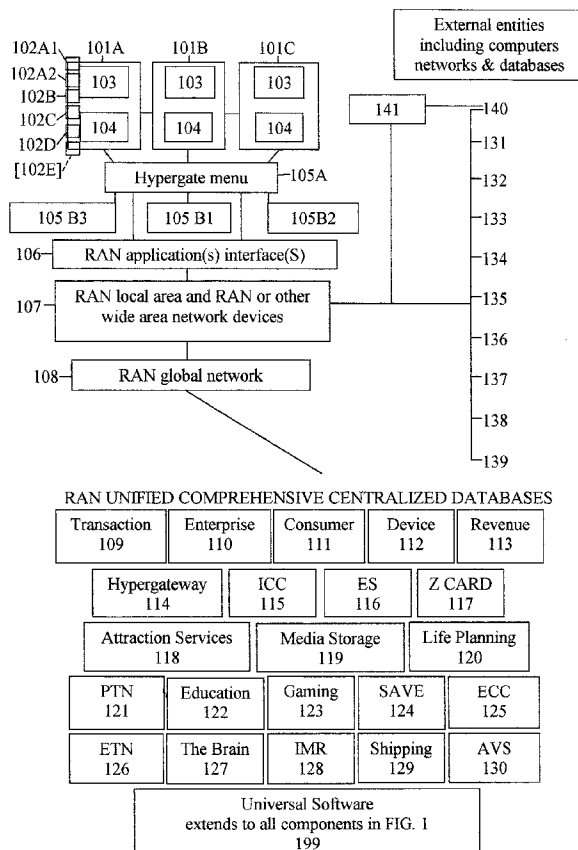 External entities
including computers
networks & databases
102A1
101A
101B
101C
102A2
102B
102C
102D
[102E]
103
103
103
104
104
104
Hypergate menu
105A
105 B3
105 B1
105B2
106
RAN application(s) interface(S)
107
RAN local area and RAN or other
wide area network devices
108
RAN global network
141
140
131
132
133
134
135
136
137
138
139
RAN UNIFIED COMPREHENSIVE CENTRALIZED DATABASES
Transaction
109
Enterprise
110
Consumer
111
Device
112
Revenue
113
Hypergateway
114
ICC
115
ES
116
Z CARD
117
Attraction Services
118
Media Storage
119
Life Planning
120
PTN
121
Education
122
Gaming
123
SAVE
124
ECC
125
ETN
126
The Brain
127
IMR
128
Shipping
129
AVS
130
Universal Software
extends to all components in FIG. 1
199